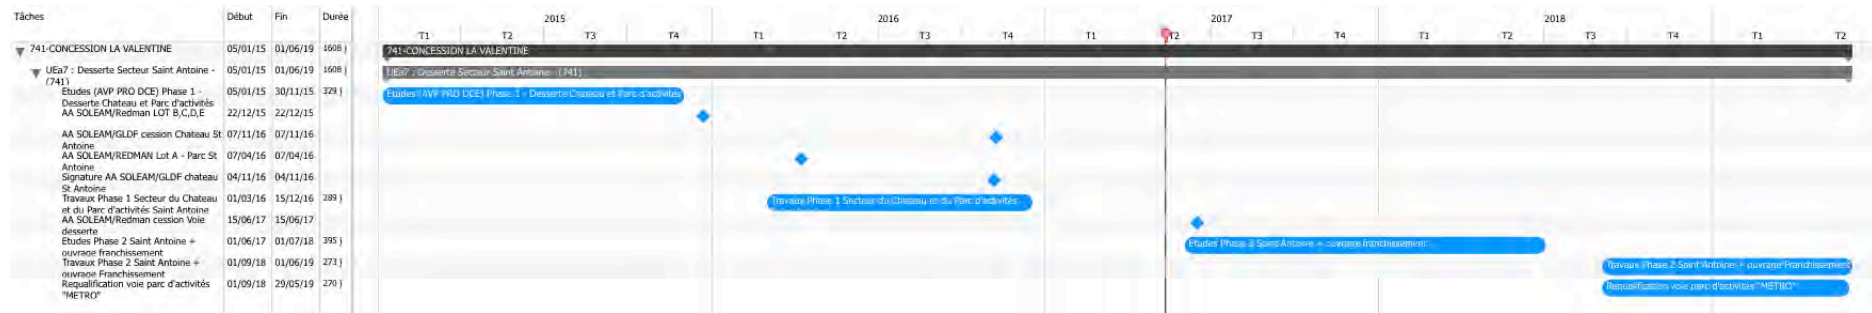 Tâches Début Fin Durée 2015 2016 2017 2018
T1 T2 T3 T4 T1 T2 T3 T4 T1 T2 T3 T4 T1 T2 T3 T4 T1 T2
741-CONCESSION LA VALENTINE 05/01/15 01/06/19 1608 j 741-CONCESSION LA VALENTINE
UEa7 : Desserte Secteur Saint Antoine - 05/01/15 01/06/19 1608 j UEa7 : Desserte Secteur Saint Antoine - (741)
(741)
Etudes (AVP PRO DCE) Phase 1 - 05/01/15 30/11/15 329 j Etudes (AVP PRO DCE) Phase 1 - Desserte Chateau et Parc d'activités
Desserte Chateau et Parc d'activités
AA SOLEAM/Redman LOT B,C,D,E 22/12/15 22/12/15
AA SOLEAM/GLDF cession Chateau St 07/11/16 07/11/16
Antoine
AA SOLEAM/REDMAN Lot A - Parc St 07/04/16 07/04/16
Antoine
Signature AA SOLEAM/GLDF chateau 04/11/16 04/11/16
St Antoine
Travaux Phase 1 Secteur du Chateau 01/03/16 15/12/16 289 j Travaux Phase 1 Secteur du Chateau et du Parc d'activités
et du Parc d'activités Saint Antoine
AA SOLEAM/Redman cession Voie 15/06/17 15/06/17
desserte
Etudes Phase 2 Saint Antoine + 01/06/17 01/07/18 395 j Etudes Phase 2 Saint Antoine + ouvrage franchissement
ouvrage franchissement
Travaux Phase 2 Saint Antoine + 01/09/18 01/06/19 273 j Travaux Phase 2 Saint Antoine + ouvrage Franchissement
ouvrage Franchissement
Requalification voie parc d'activités 01/09/18 29/05/19 270 j Requalification voie parc d'activités "METRO"
"METRO"